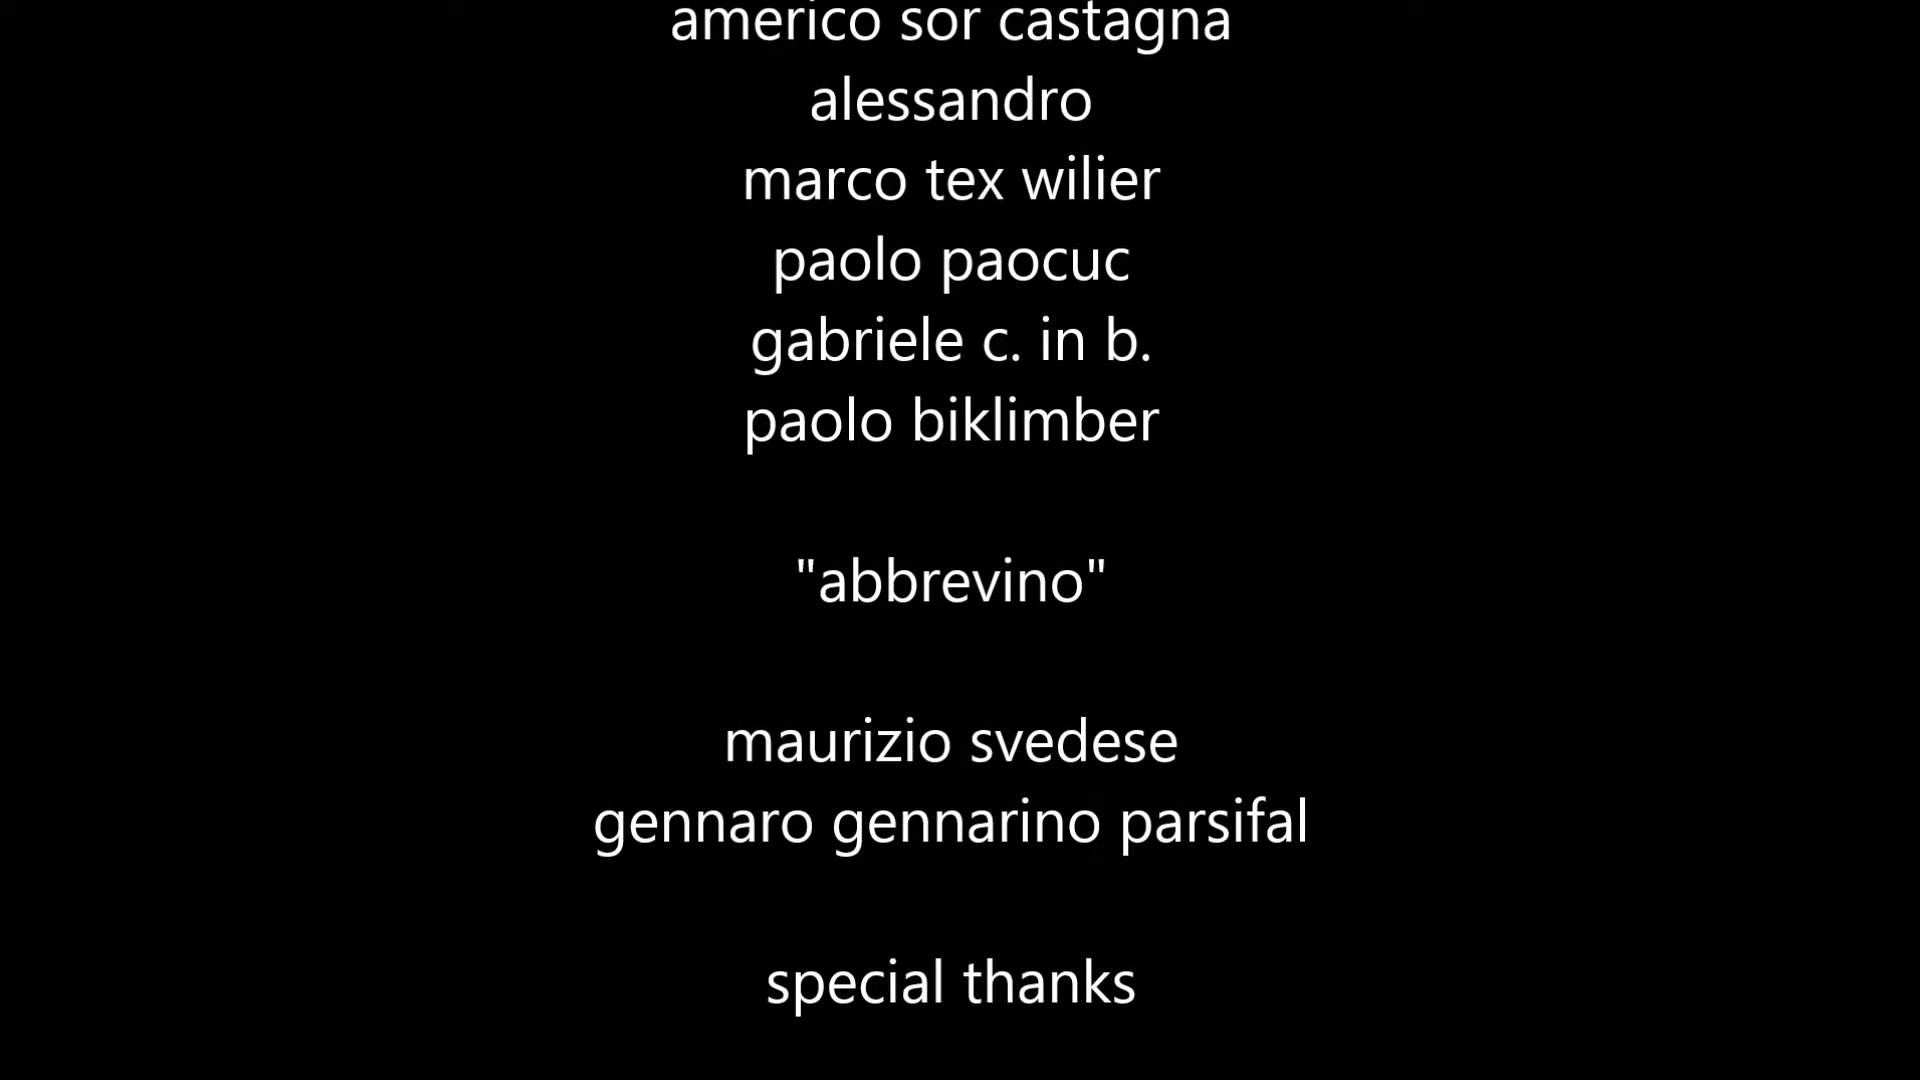 americo sor castagna
alessandro
marco tex wilier
paolo paocuc
gabriele c. in b.
paolo biklimber
"abbrevino"
maurizio svedese
gennaro gennarino parsifal
special thanks